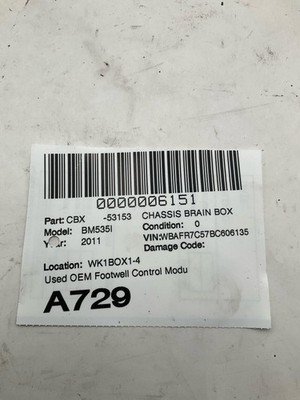 0000006151
Part: CBX -53153 CHASSIS BRAIN BOX
Model: BM535I Condition: 0
Year: 2011 VIN:WBAFR7C57BC606135
Damage Code:
Location: WK1BOX1-4
Used OEM Footwell Control Modu
A729